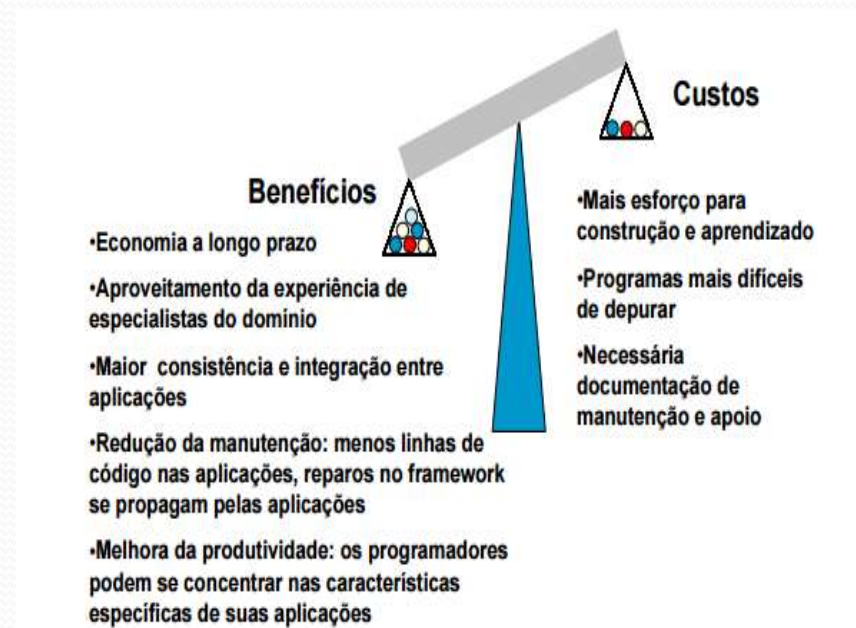 Custos
Benefícios
•Economia a longo prazo
•Aproveitamento da experiência de
especialistas do domínio
•Maior consistência e integração entre
aplicações
•Redução da manutenção: menos linhas de
código nas aplicações, reparos no framework
se propagam pelas aplicações
•Melhora da produtividade: os programadores
podem se concentrar nas características
específicas de suas aplicações
•Mais esforço para
construção e aprendizado
•Programas mais difíceis
de depurar
•Necessária
documentação de
manutenção e apoio